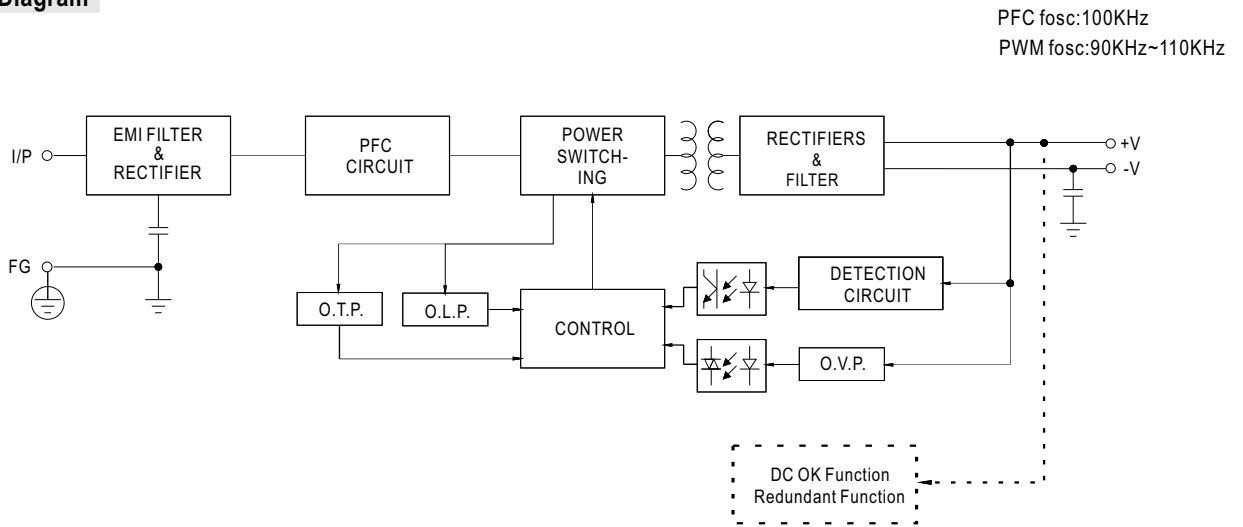 Diagram
PFC fosc:100KHz
PWM fosc:90KHz~110KHz
I/P
EMI FILTER
&
RECTIFIER
PFC
CIRCUIT
POWER
SWITCH-
ING
RECTIFIERS
&
FILTER
+V
-V
FG
O.T.P.
O.L.P.
CONTROL
DETECTION
CIRCUIT
O.V.P.
DC OK Function
Redundant Function